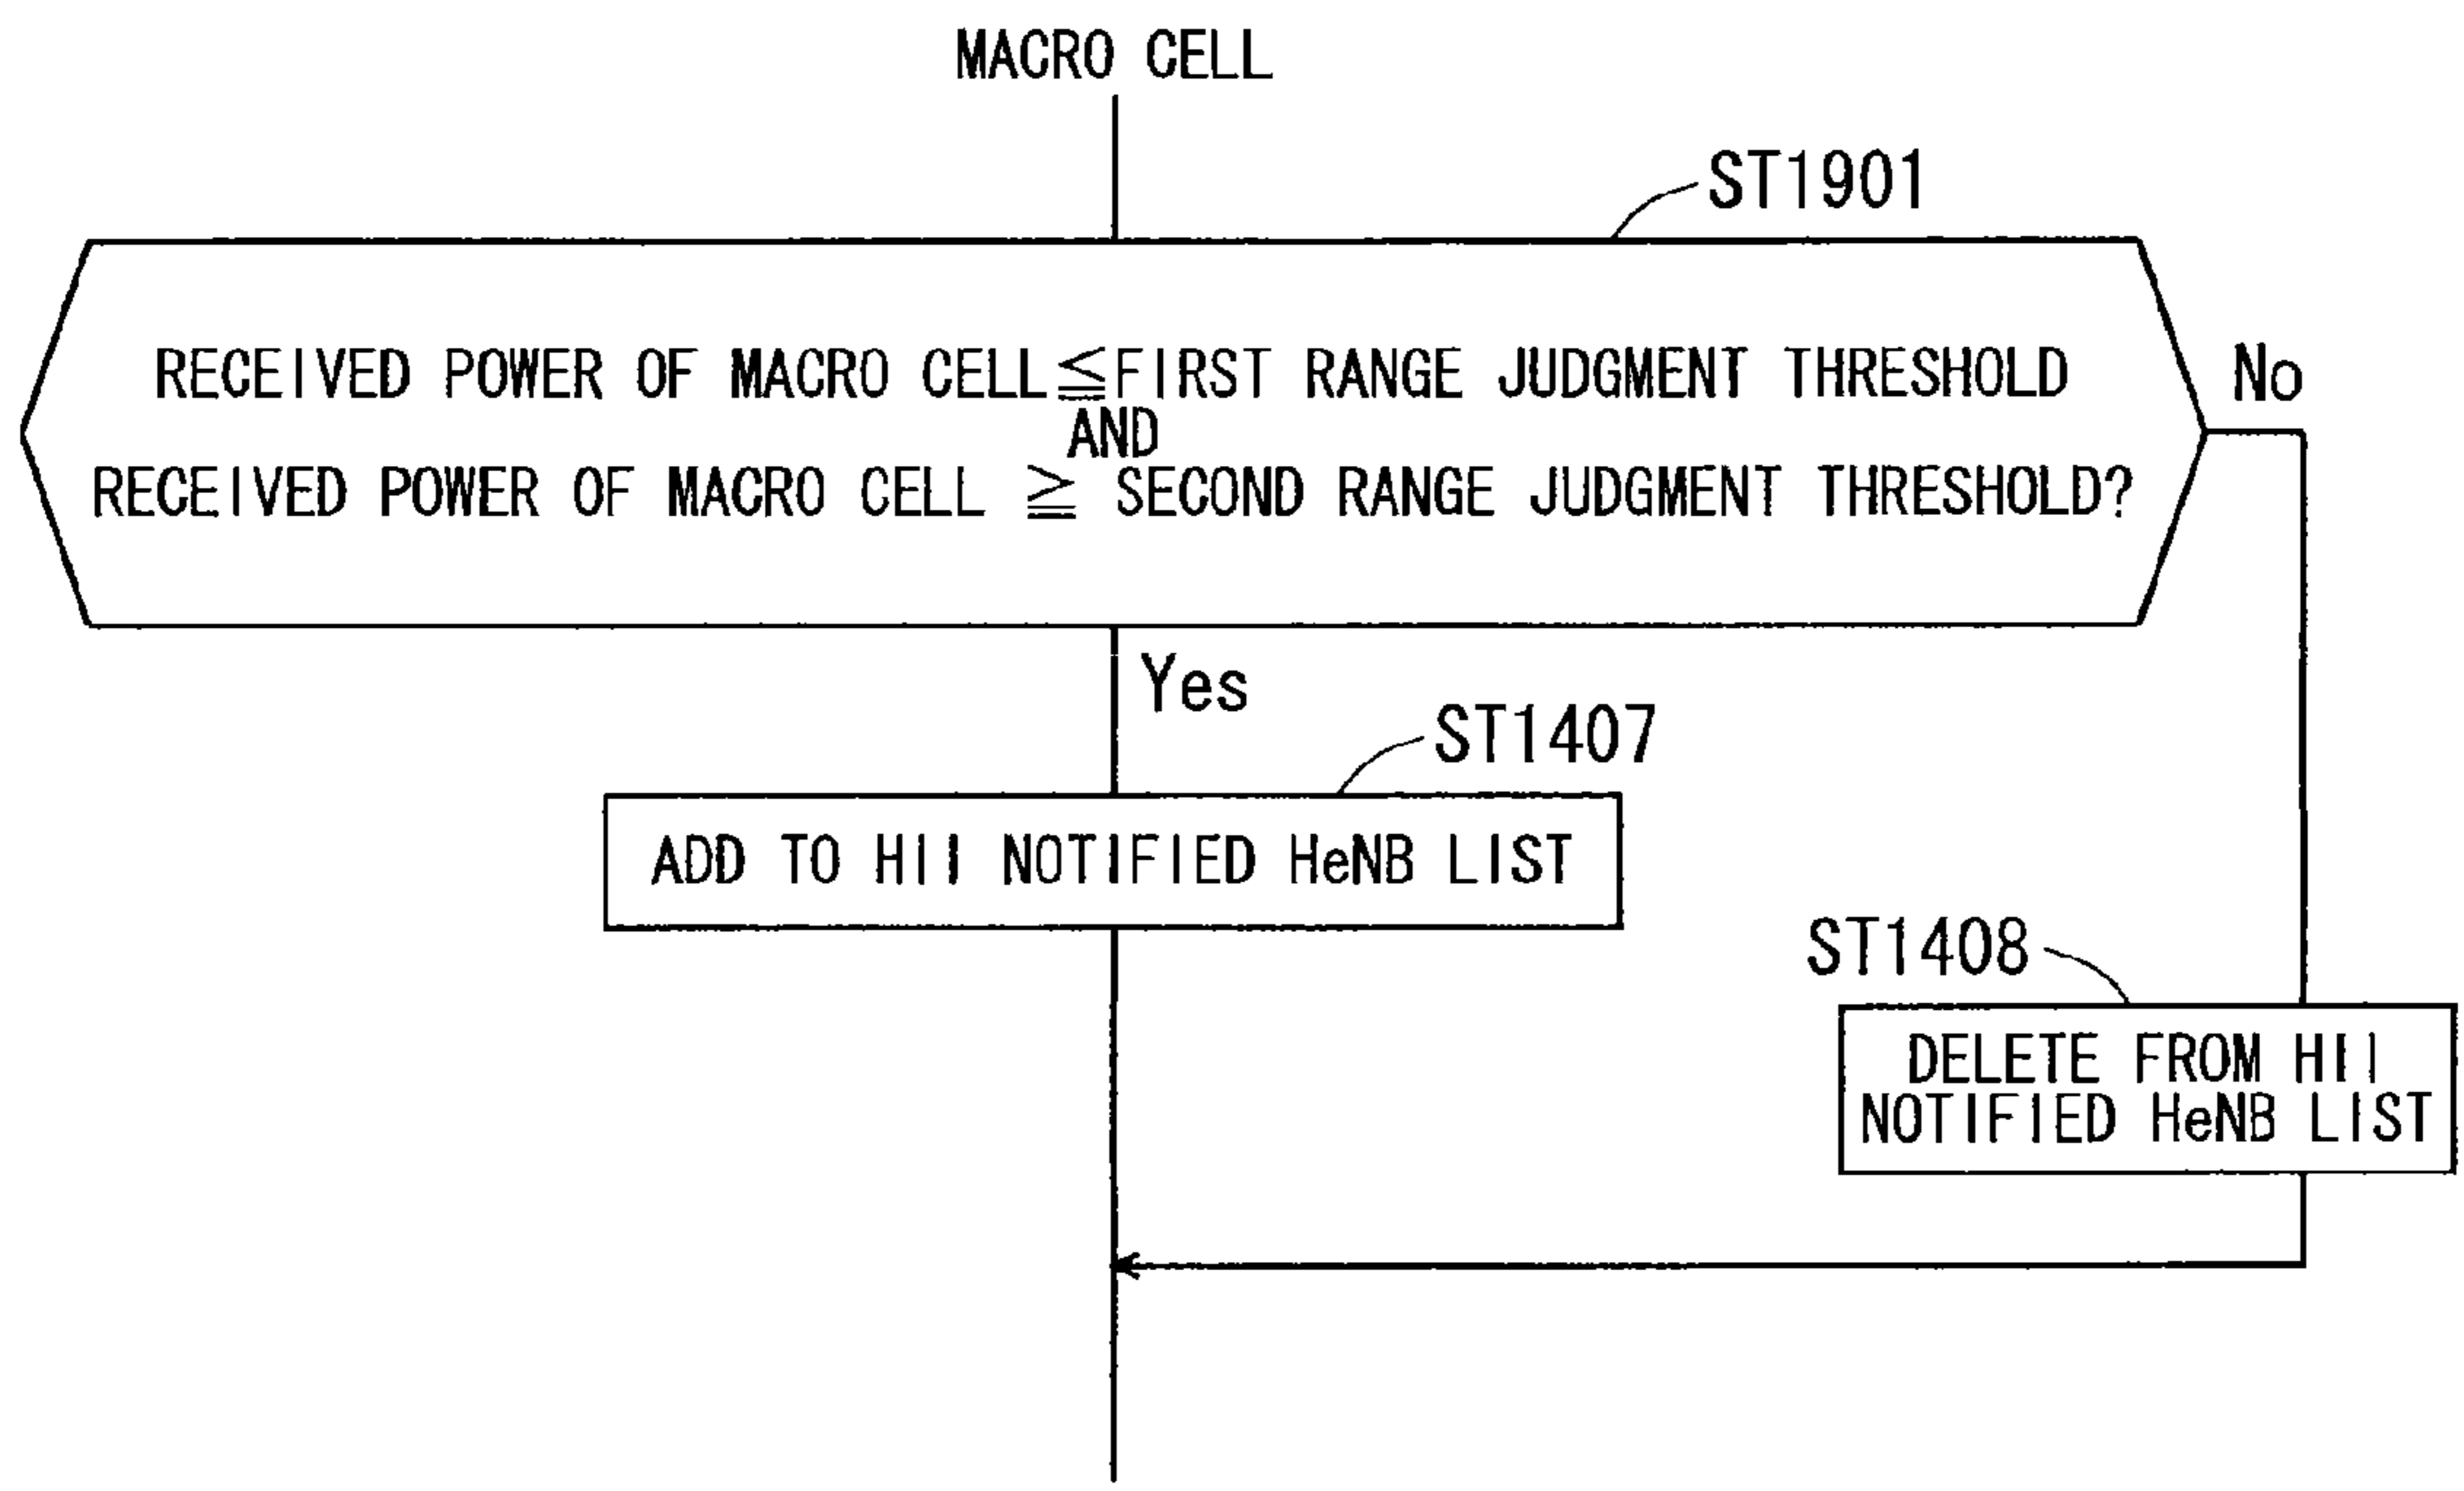 MACRO CELL
ST1901
RECEIVED POWER OF MACRO CELL≦FIRST RANGE JUDGMENT THRESHOLD
AND
RECEIVED POWER OF MACRO CELL ≧ SECOND RANGE JUDGMENT THRESHOLD?
No
Yes
ST1407
ADD TO HII NOTIFIED HeNB LIST
ST1408
DELETE FROM HII
NOTIFIED HeNB LIST